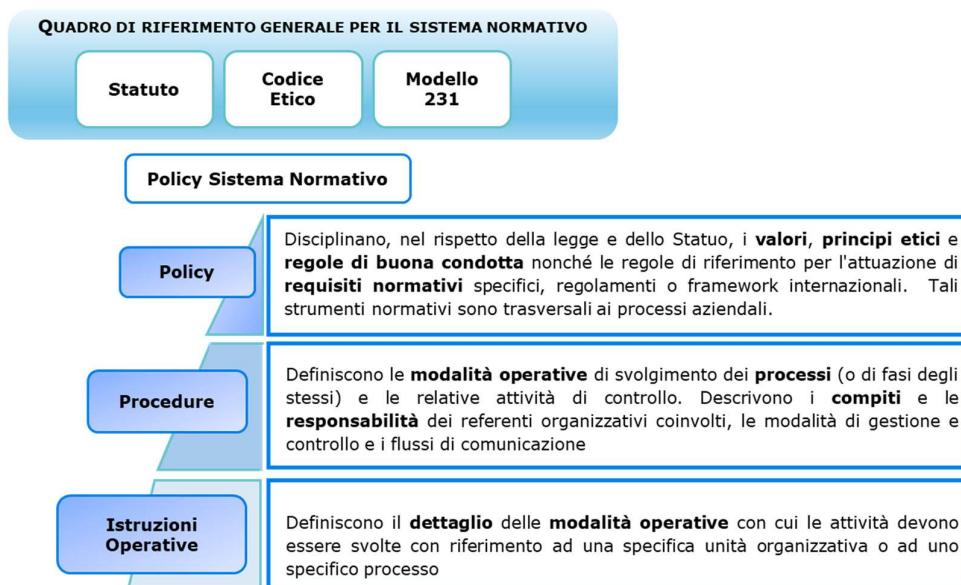 QUADRO DI RIFERIMENTO GENERALE PER IL SISTEMA NORMATIVO
Statuto
Codice
Etico
Modello
231
Policy Sistema Normativo
Policy
Disciplinano, nel rispetto della legge e dello Statuo, i valori, principi etici e
regole di buona condotta nonché le regole di riferimento per l'attuazione di
requisiti normativi specifici, regolamenti o framework internazionali. Tali
strumenti normativi sono trasversali ai processi aziendali.
Procedure
Definiscono le modalità operative di svolgimento dei processi (o di fasi degli
stessi) e le relative attività di controllo. Descrivono i compiti e le
responsabilità dei referenti organizzativi coinvolti, le modalità di gestione e
controllo e i flussi di comunicazione
Istruzioni
Operative
Definiscono il dettaglio delle modalità operative con cui le attività devono
essere svolte con riferimento ad una specifica unità organizzativa o ad uno
specifico processo